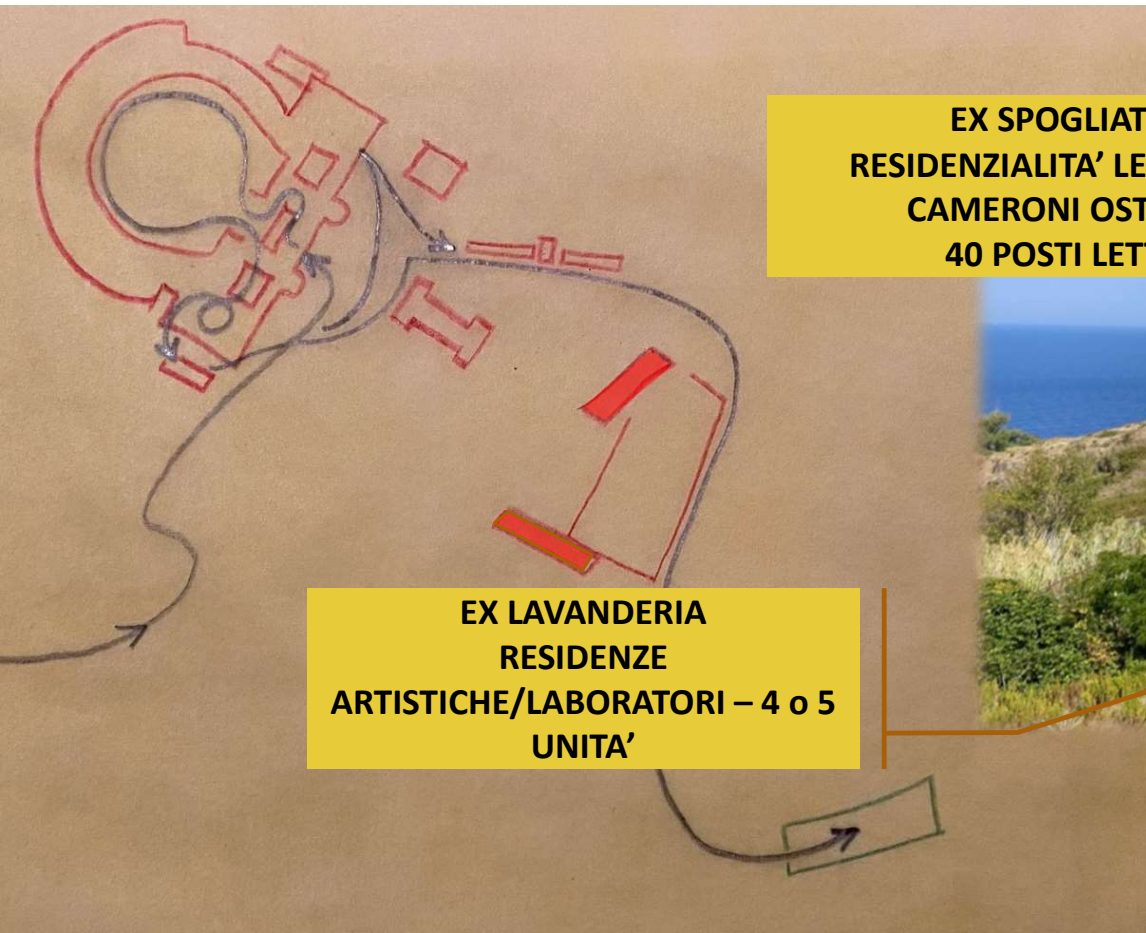 EX SPOGLIAT
RESIDENZIALITA’ LE
CAMERONI OST
40 POSTI LET
EX LAVANDERIA
RESIDENZE
ARTISTICHE/LABORATORI – 4 o 5
UNITA’